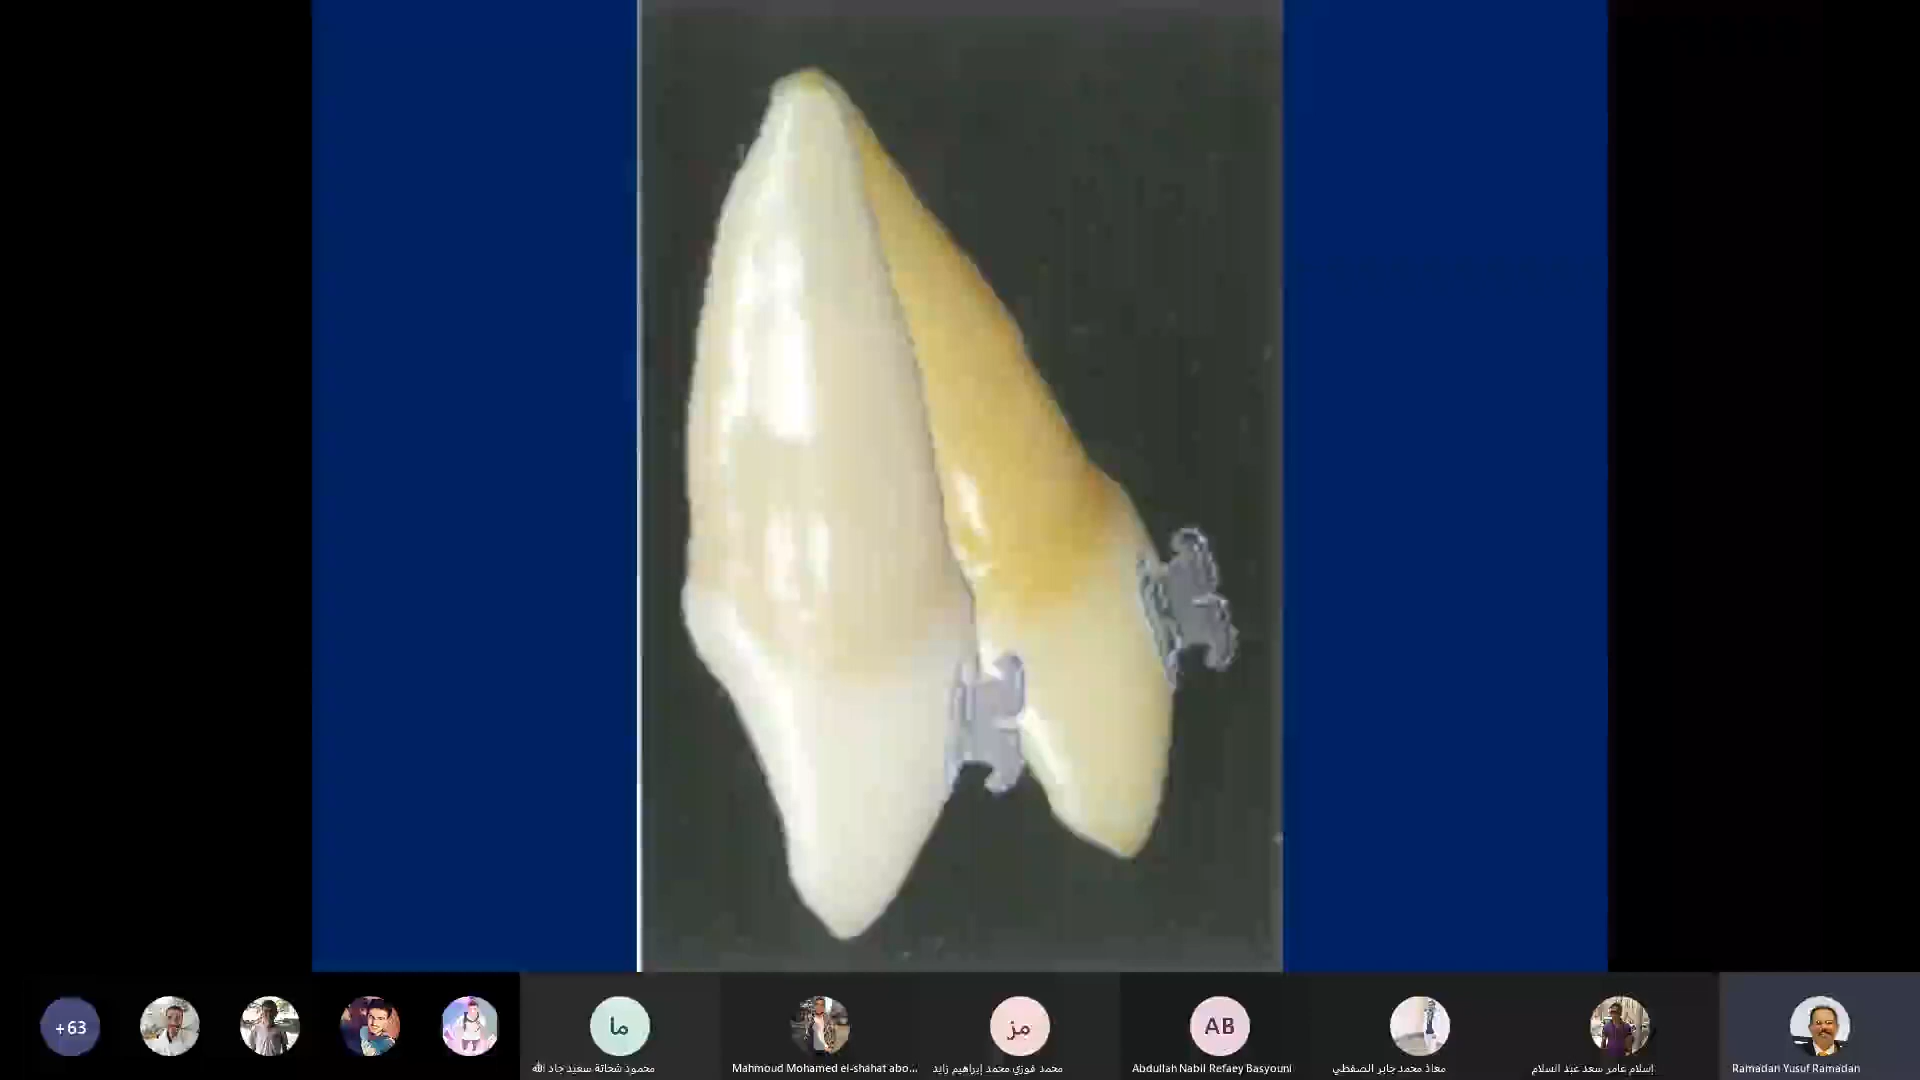 +63
ما
محمود شحاتة سعيد جاد الله
Mahmoud Mohamed el-shahat abo...
مز
محمد فوزي محمد إبراهيم زايد
AB
Abdullah Nabil Refaey Basyouni
معاذ محمد جابر الصفطي
إسلام عامر سعد عبد السلام
Ramadan Yusuf Ramadan